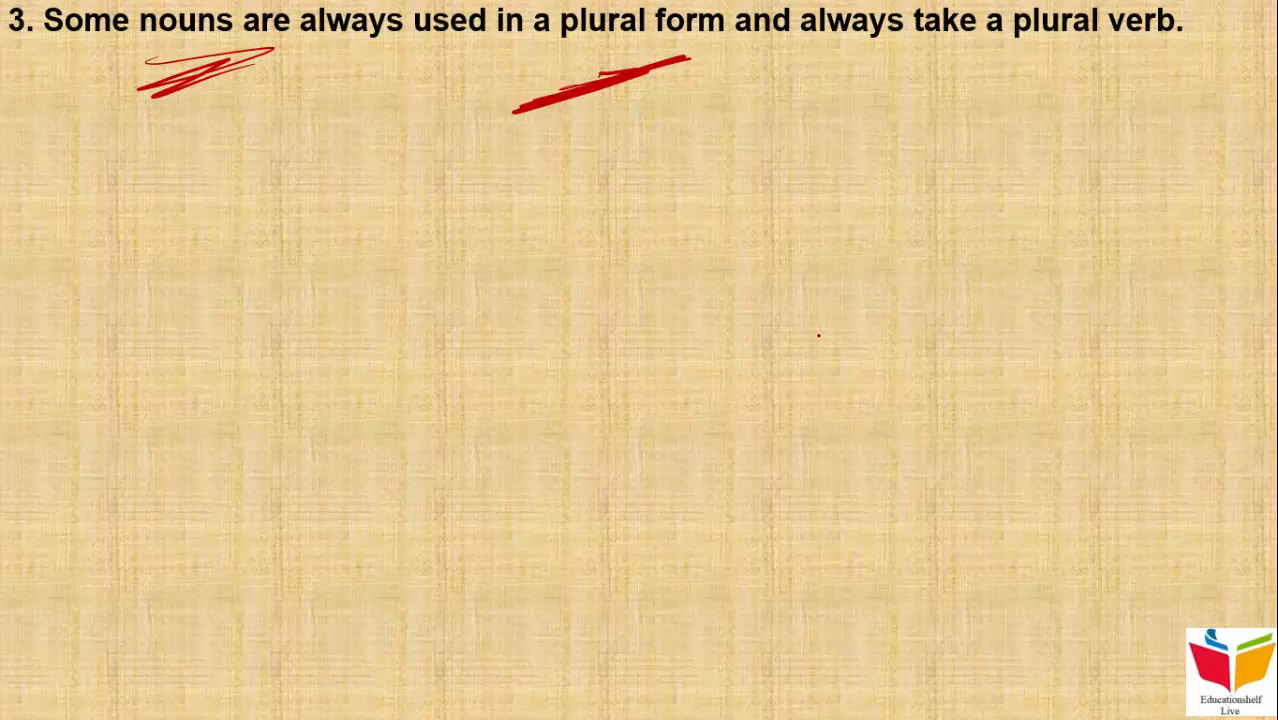 3. Some nouns are always used in a plural form and always take a plural verb.
Educationshelf
Live